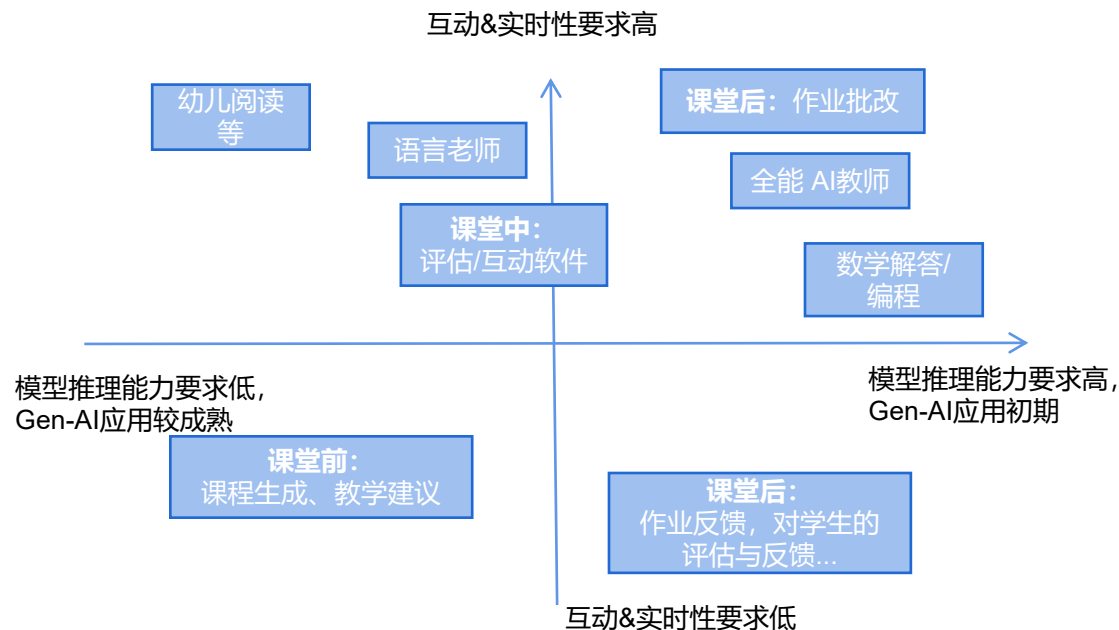 互动&实时性要求高
幼儿阅读
等
课堂后：作业批改
语言老师
全能 AI教师
课堂中：
评估/互动软件
数学解答/
编程
模型推理能力要求低，
Gen-AI应用较成熟
模型推理能力要求高，
Gen-AI应用初期
课堂前：
课程生成、教学建议
课堂后：
作业反馈，对学生的
评估与反馈...
互动&实时性要求低